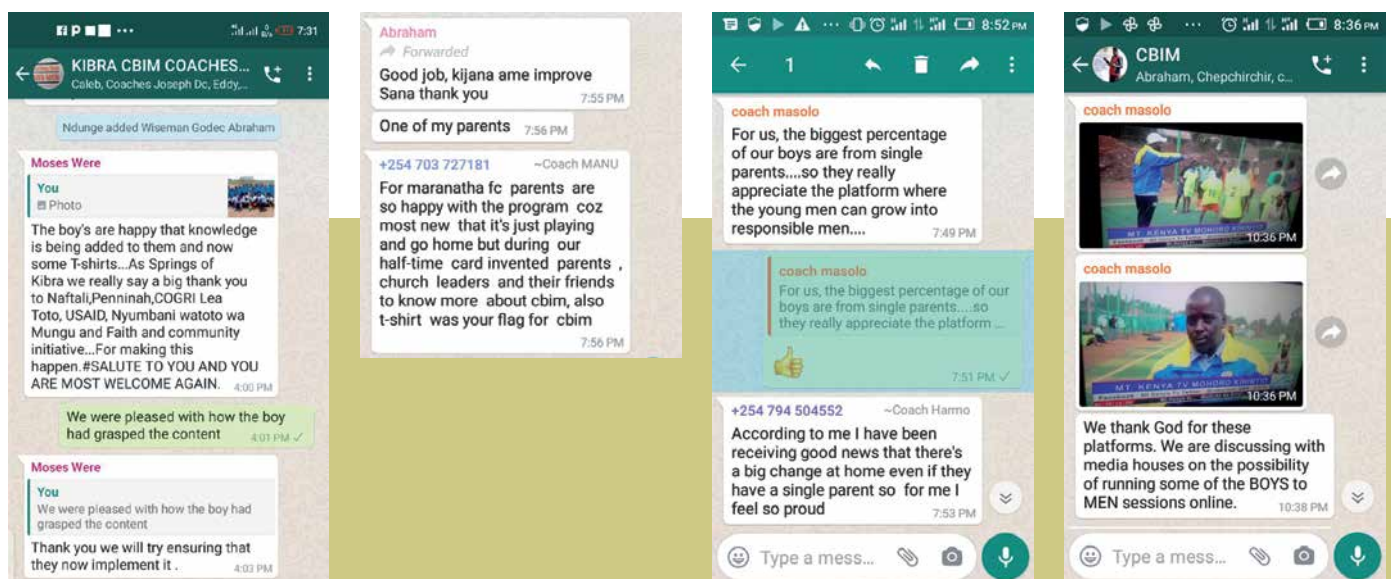 7:31
KIBRA CBIM COACHES...
Caleb, Coaches Joseph Dc, Eddy,...
Ndunge added Wiseman Godec Abraham
Moses Were
You
Photo
The boy's are happy that knowledge
is being added to them and now
some T-shirts...As Springs of
Kibra we really say a big thank you
to Naftali,Penninah,COGRI Lea
Toto, USAID, Nyumbani watoto wa
Mungu and Faith and community
initiative...For making this
happen.#SALUTE TO YOU AND YOU
ARE MOST WELCOME AGAIN. 4:00 PM
We were pleased with how the boy
had grasped the content 4:01 PM
Moses Were
You
We were pleased with how the boy had
grasped the content
Thank you we will try ensuring that
they now implement it . 4:03 PM
Abraham
Forwarded
Good job, kijana ame improve
Sana thank you 7:55 PM
One of my parents 7:56 PM
+254 703 727181 ~Coach MANU
For maranatha fc parents are
so happy with the program coz
most new that it's just playing
and go home but during our
half-time card invented parents ,
church leaders and their friends
to know more about cbim, also
t-shirt was your flag for cbim
7:56 PM
8:52 PM
1
coach masolo
For us, the biggest percentage
of our boys are from single
parents....so they really
appreciate the platform where
the young men can grow into
responsible men.... 7:49 PM
coach masolo
For us, the biggest percentage of our
boys are from single parents....so
they really appreciate the platform ...
7:51 PM
+254 794 504552 ~Coach Harmo
According to me I have been
receiving good news that there's
a big change at home even if they
have a single parent so for me I
feel so proud 7:53 PM
Type a mess...
8:36 PM
CBIM
Abraham, Chepchirchir, c...
coach masolo
MT. KENYA TV
10:36 PM
coach masolo
MT. KENYA TV
10:36 PM
We thank God for these
platforms. We are discussing with
media houses on the possibility
of running some of the BOYS to
MEN sessions online. 10:38 PM
Type a mess...